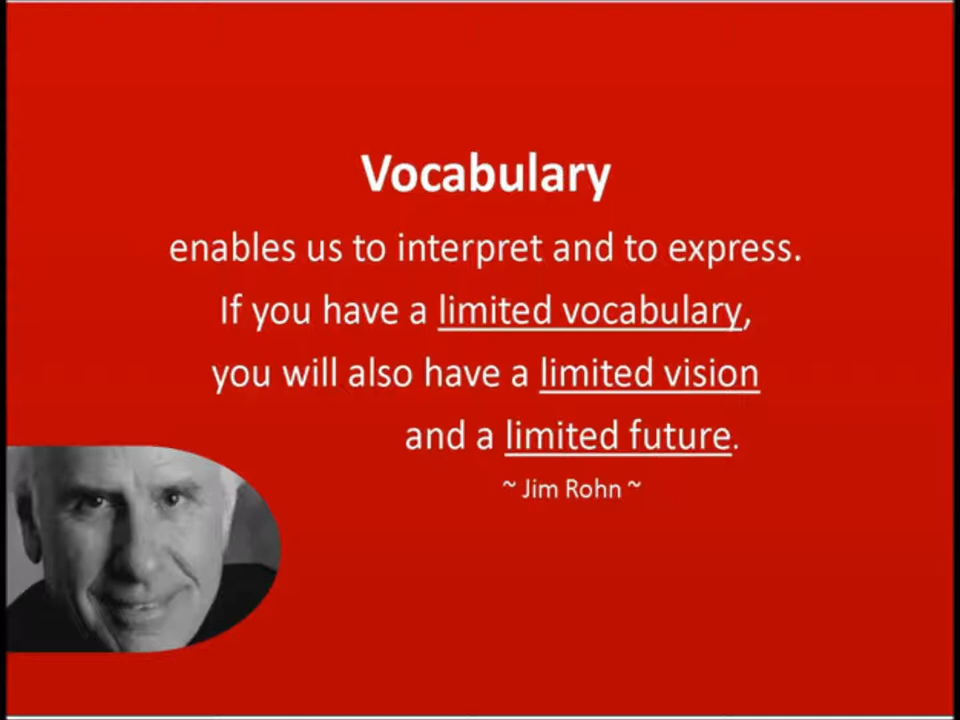 Vocabulary
enables us to interpret and to express.
If you have a limited vocabulary,
you will also have a limited vision
and a limited future.
~ Jim Rohn ~